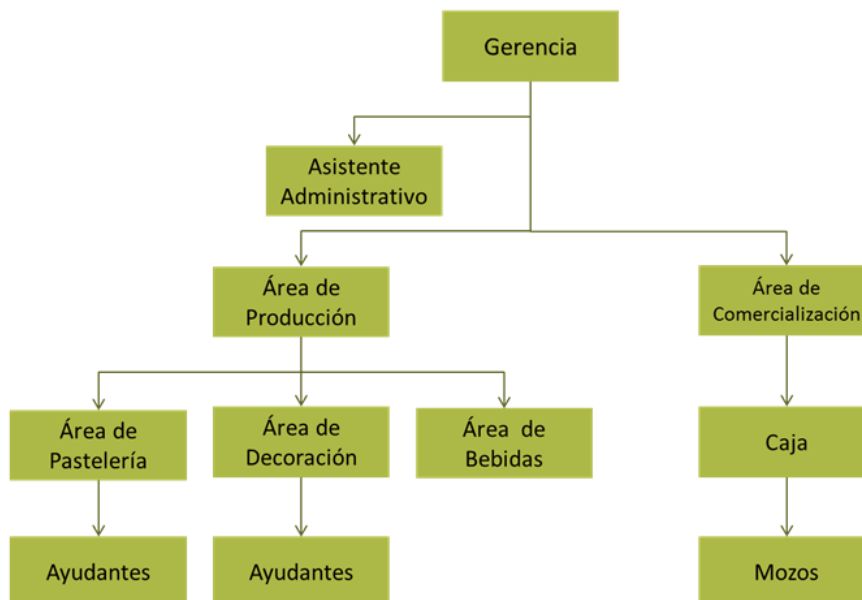 Gerencia
Asistente
Administrativo
Área de
Producción
Área de
Comercialización
Área de
Pastelería
Área de
Decoración
Área de
Bebidas
Caja
Ayudantes
Ayudantes
Mozos